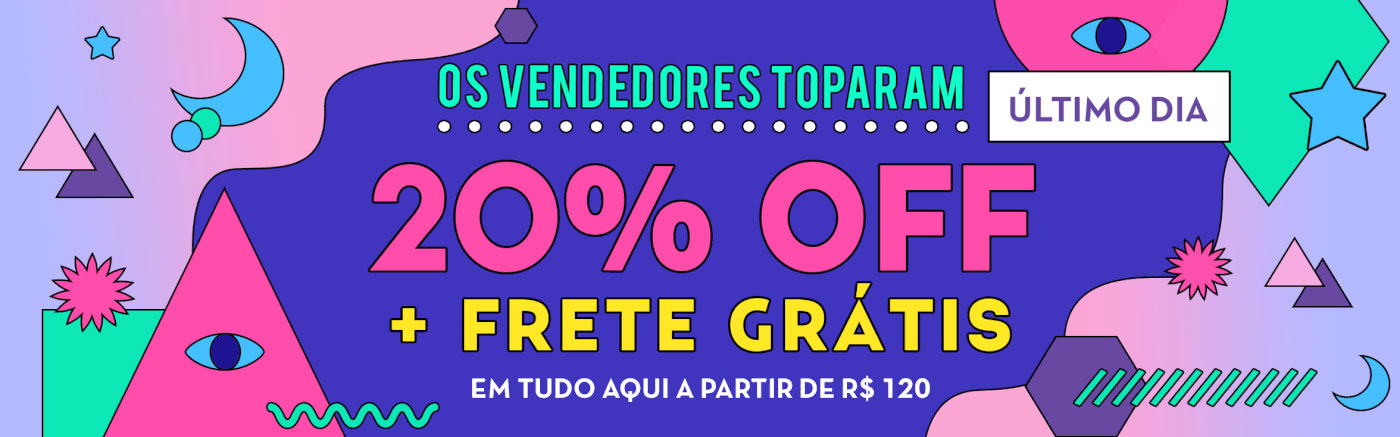 OS VENDEDORES TOPARAM
ÚLTIMO DIA
20% OFF
+ FRETE GRÁTIS
EM TUDO AQUI A PARTIR DE R$ 120